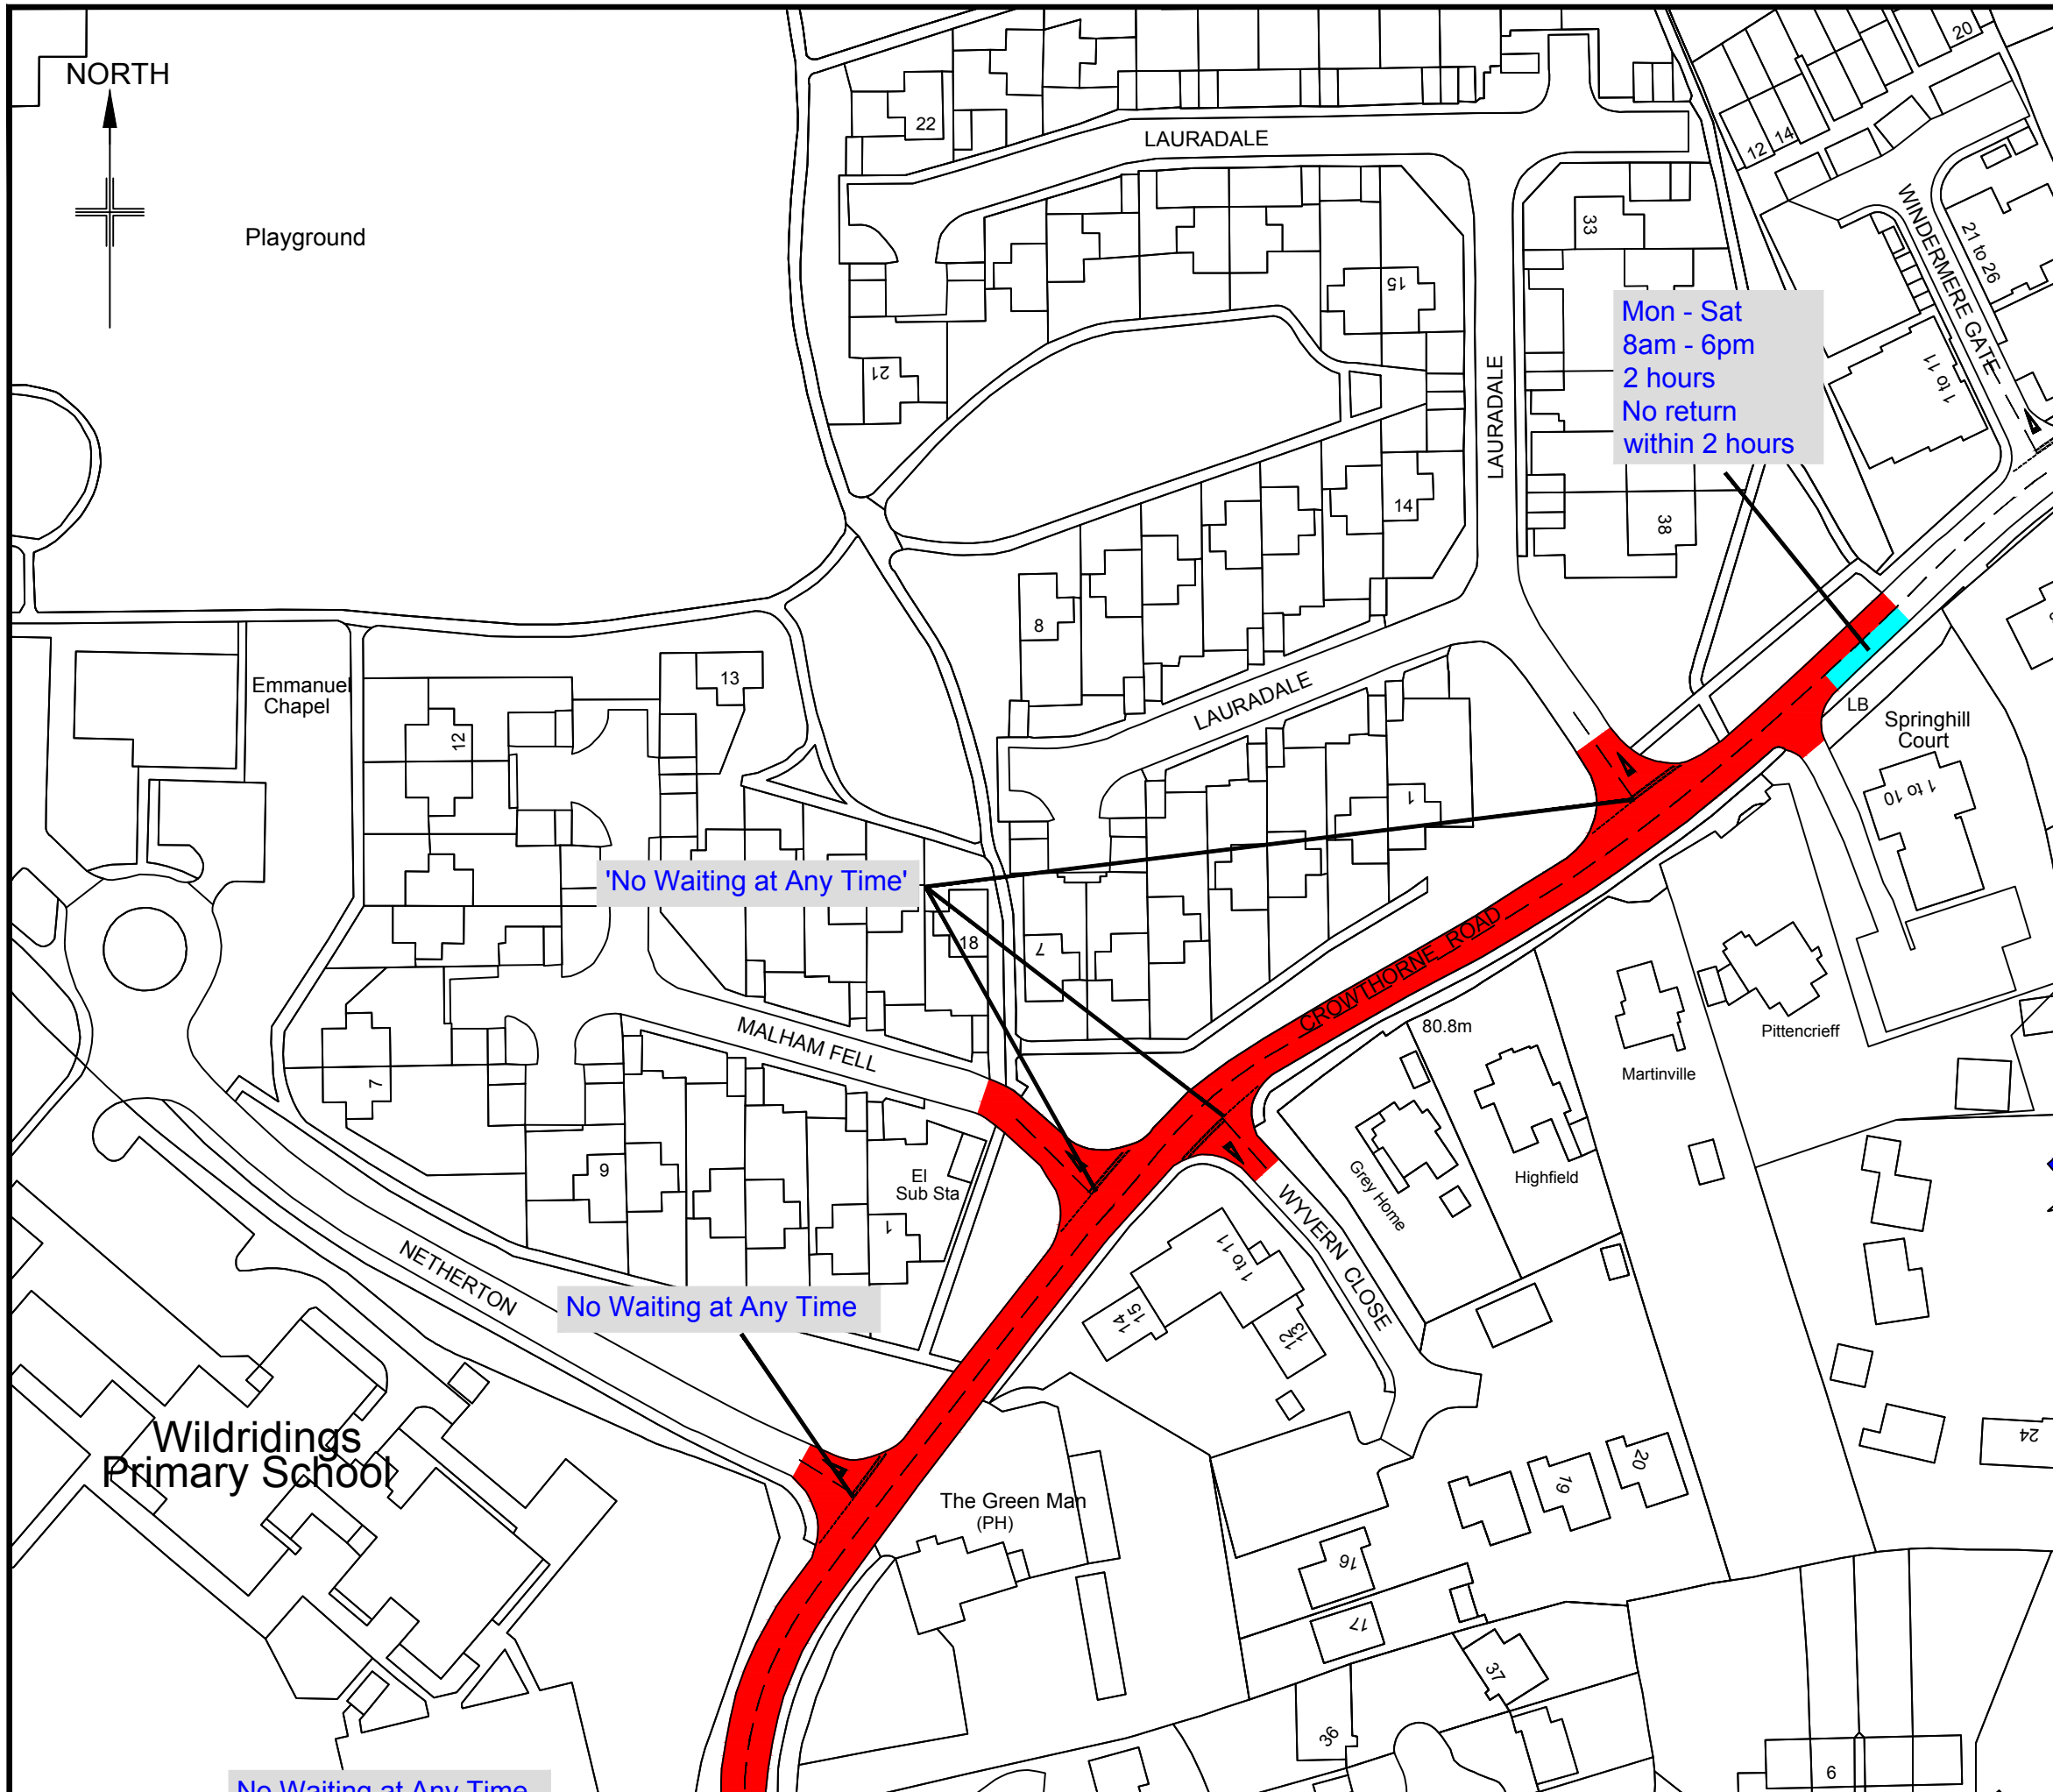 NORTH
Playground
22
LAURADALE
20
12
14
WINDERMERE GATE
21 to 26
33
15
21
Mon - Sat
8am - 6pm
2 hours
No return
within 2 hours
1 to 11
LAURADALE
14
38
8
Emmanuel
Chapel
13
12
LAURADALE
LB
Springhill
Court
1 to 10
1
'No Waiting at Any Time'
18
7
CROWTHORNE ROAD
80.8m
Pittencrieff
Martinville
MALHAM FELL
7
9
El
Sub Sta
1
Grey Home
Highfield
WYVERN CLOSE
NETHERTON
No Waiting at Any Time
1 to 11
14
15
12
13
Wildridings
Primary School
The Green Man
(PH)
24
20
19
16
17
37
36
6
No Waiting at Any Time